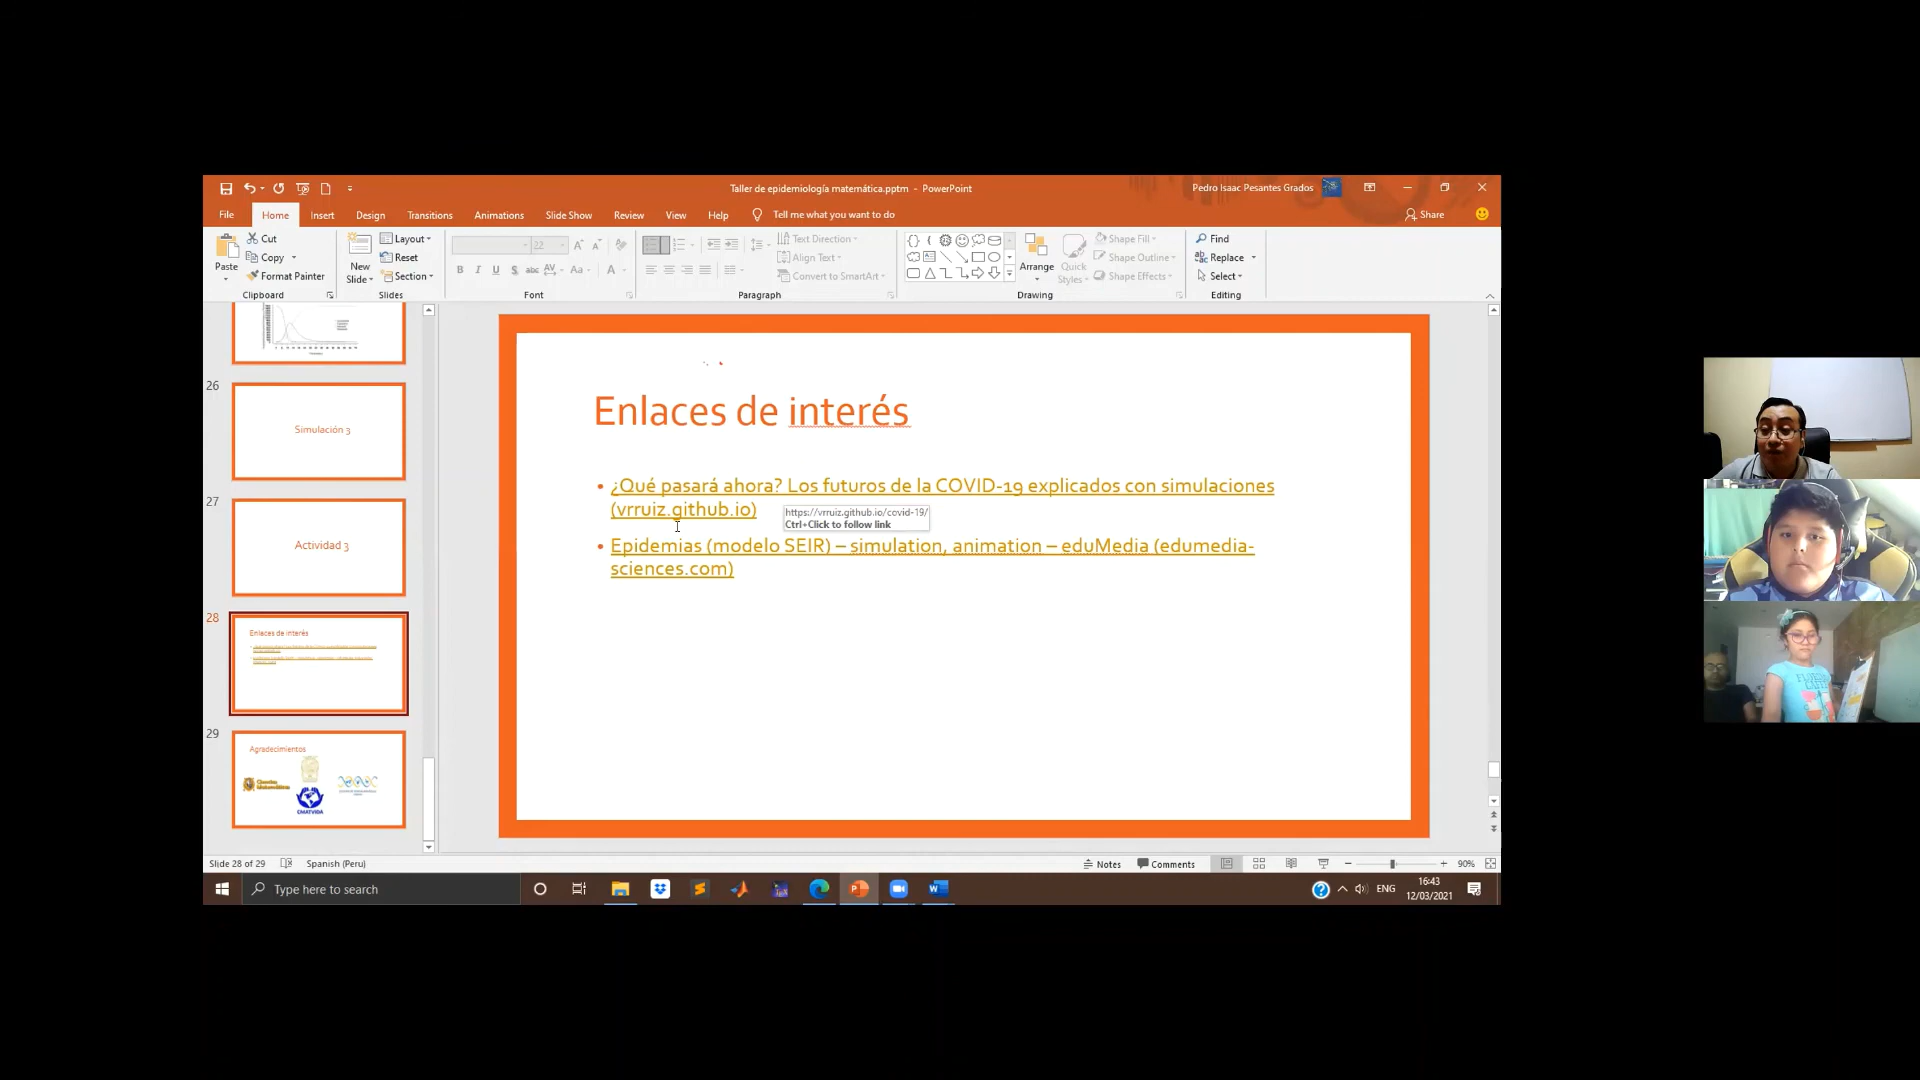 Taller de epidemiología matemática.pptm - PowerPoint
Pedro Isaac Pesantes Grados
File Home Insert Design Transitions Animations Slide Show Review View Help Tell me what you want to do
Share
Cut
Copy
Format Painter
Paste
Clipboard
New
Slide
Layout
Reset
Section
Slides
22
B I U S abc AV Aa A
Font
Text Direction
Align Text
Convert to SmartArt
Paragraph
Arrange
Quick
Styles
Shape Fill
Shape Outline
Shape Effects
Drawing
Find
Replace
Select
Editing
26
Simulación 3
27
Actividad 3
28
Enlaces de interés
29
Agradecimientos
CMATVIDA
Enlaces de interés
• ¿Qué pasará ahora? Los futuros de la COVID-19 explicados con simulaciones
(vrruiz.github.io)
https://vrruiz.github.io/covid-19/
Ctrl+Click to follow link
• Epidemias (modelo SEIR) – simulation, animation – eduMedia (edumedia-
sciences.com)
Slide 28 of 29
Spanish (Peru)
Notes
Comments
90%
Type here to search
ENG
16:43
12/03/2021